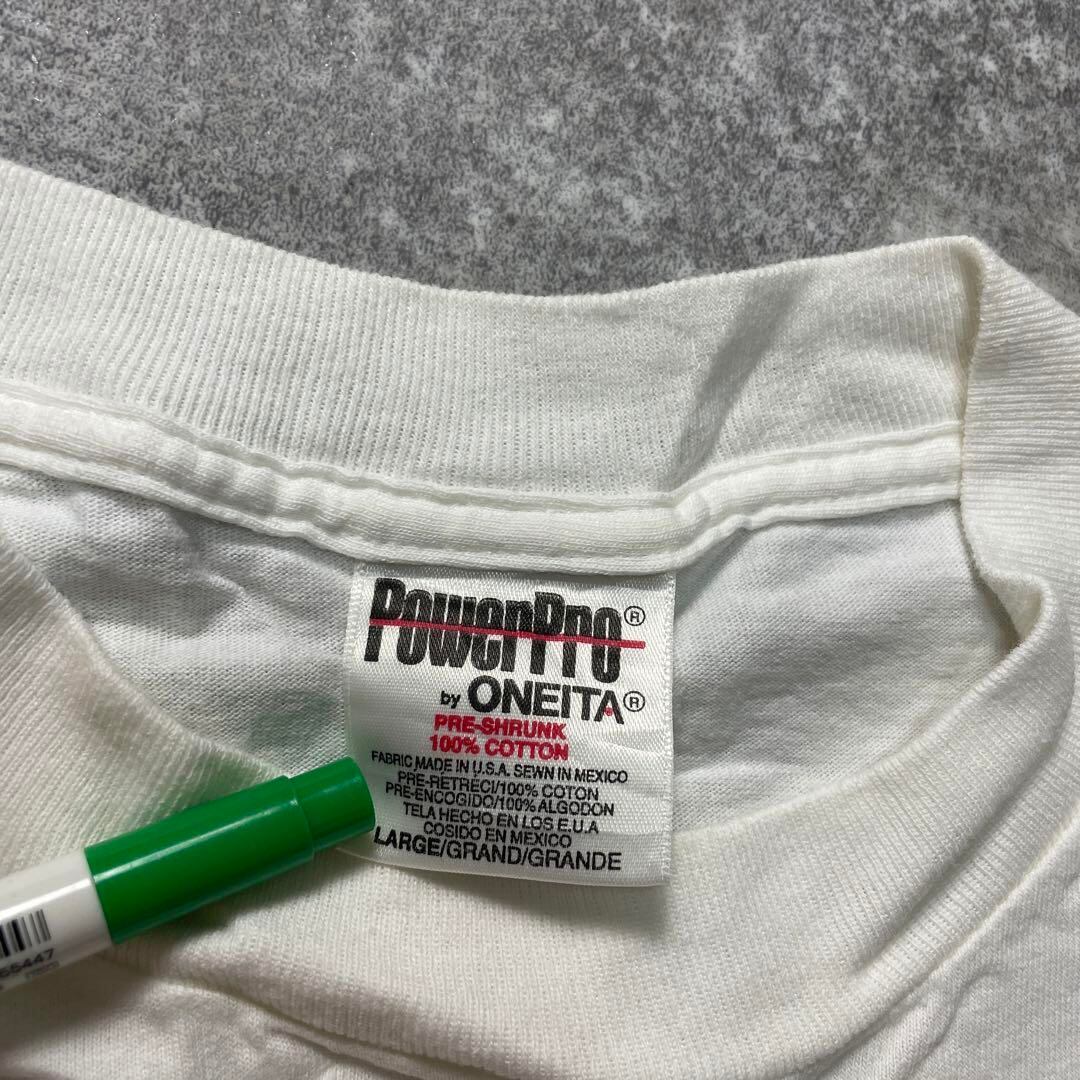 PowerPro®
by ONEITA®
PRE-SHRUNK
100% COTTON
FABRIC MADE IN U.S.A. SEWN IN MEXICO
PRE-RETRECI/100% COTON
PRE-ENCOGIDO/100% ALGODON
TELA HECHO EN LOS E.U.A
COSIDO EN MEXICO
LARGE/GRAND/GRANDE
55447